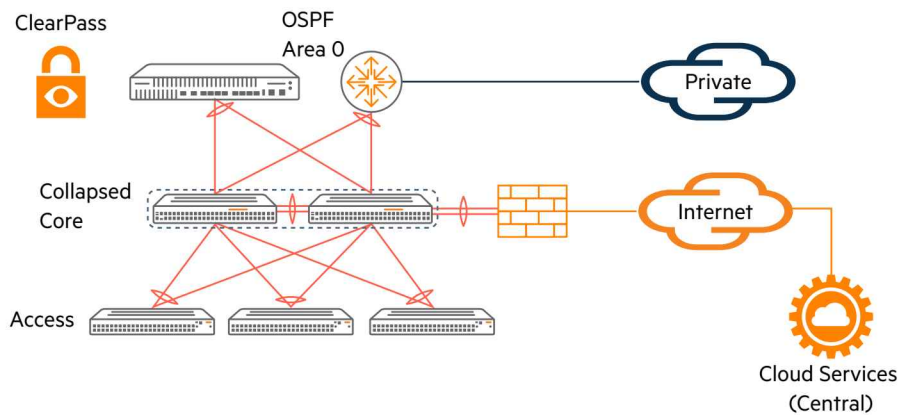 ClearPass
OSPF
Area 0
Private
Collapsed
Core
Internet
Access
Cloud Services
(Central)